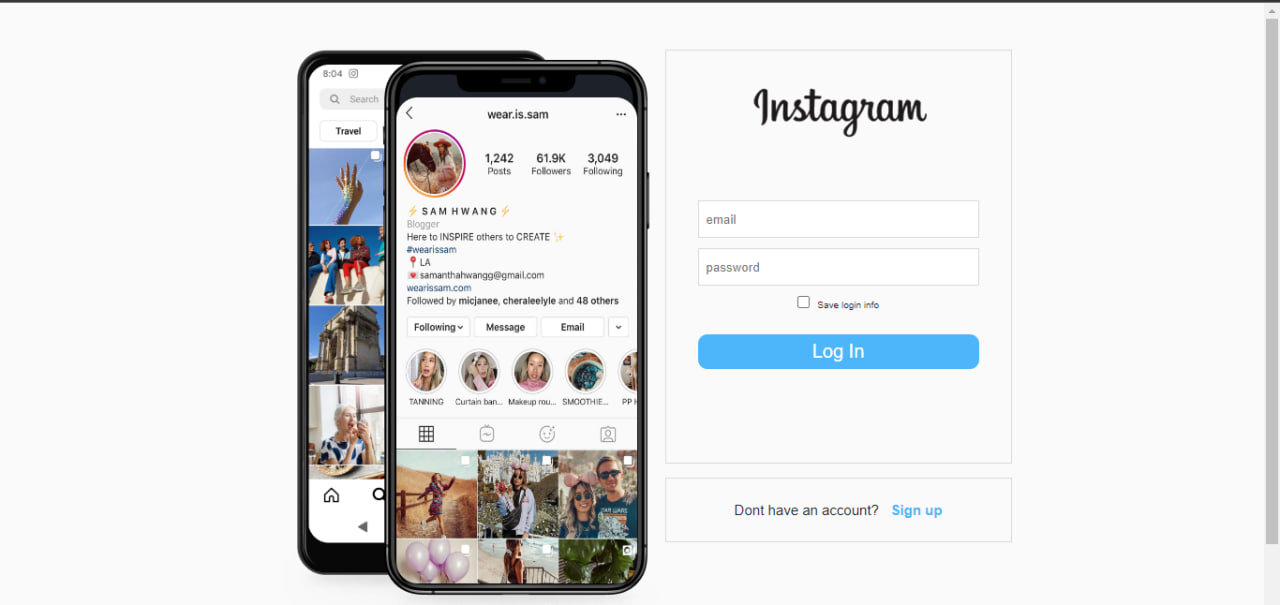 8:04
Search
Travel
wear.is.sam
1,242 61.9K 3,049
Posts Followers Following
⚡ S A M H W A N G ⚡
Blogger
Here to INSPIRE others to CREATE ✨
#wearissam
📍 LA
💌 samanthahwangg@gmail.com
wearissam.com
Followed by micjanee, cheraleelyle and 48 others
Following Message Email
TANNING Curtain ban... Makeup rou... SMOOTHIE... PP H
Instagram
email
password
Save login info
Log In
Dont have an account? Sign up